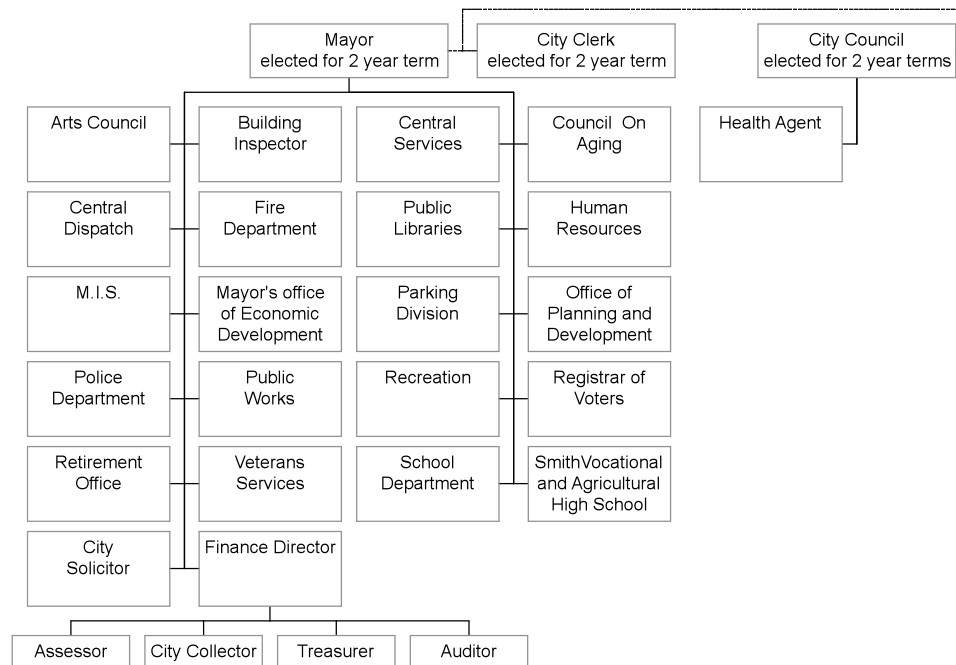 Mayor
elected for 2 year term
City Clerk
elected for 2 year term
City Council
elected for 2 year terms
Arts Council
Building
Inspector
Central
Services
Council On
Aging
Health Agent
Central
Dispatch
Fire
Department
Public
Libraries
Human
Resources
M.I.S.
Mayor's office
of Economic
Development
Parking
Division
Office of
Planning and
Development
Police
Department
Public
Works
Recreation
Registrar of
Voters
Retirement
Office
Veterans
Services
School
Department
SmithVocational
and Agricultural
High School
City
Solicitor
Finance Director
Assessor
City Collector
Treasurer
Auditor